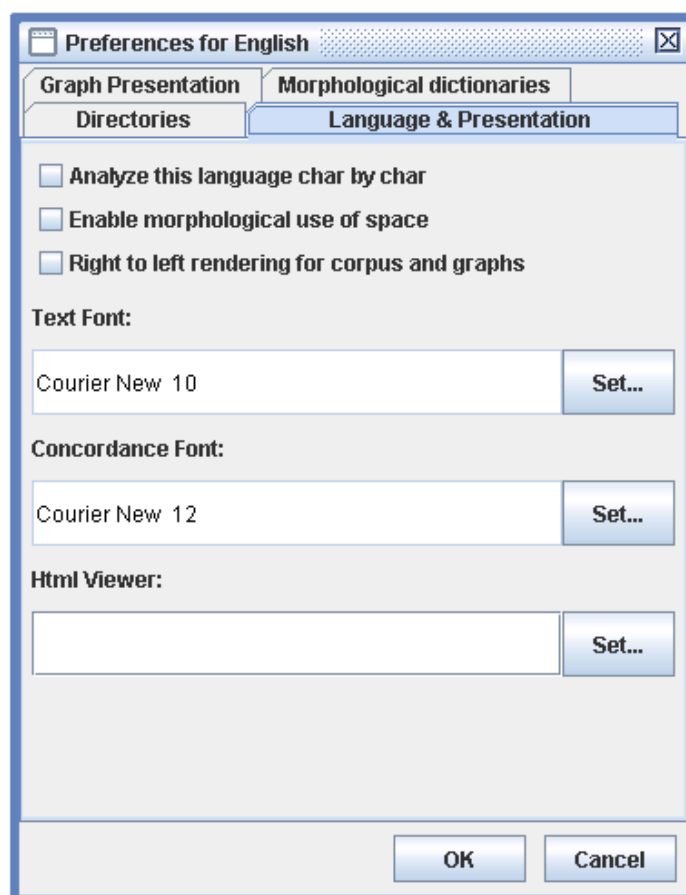 Preferences for English
Graph Presentation Morphological dictionaries
Directories Language & Presentation
Analyze this language char by char
Enable morphological use of space
Right to left rendering for corpus and graphs
Text Font:
Courier New 10 Set...
Concordance Font:
Courier New 12 Set...
Html Viewer:
Set...
OK Cancel